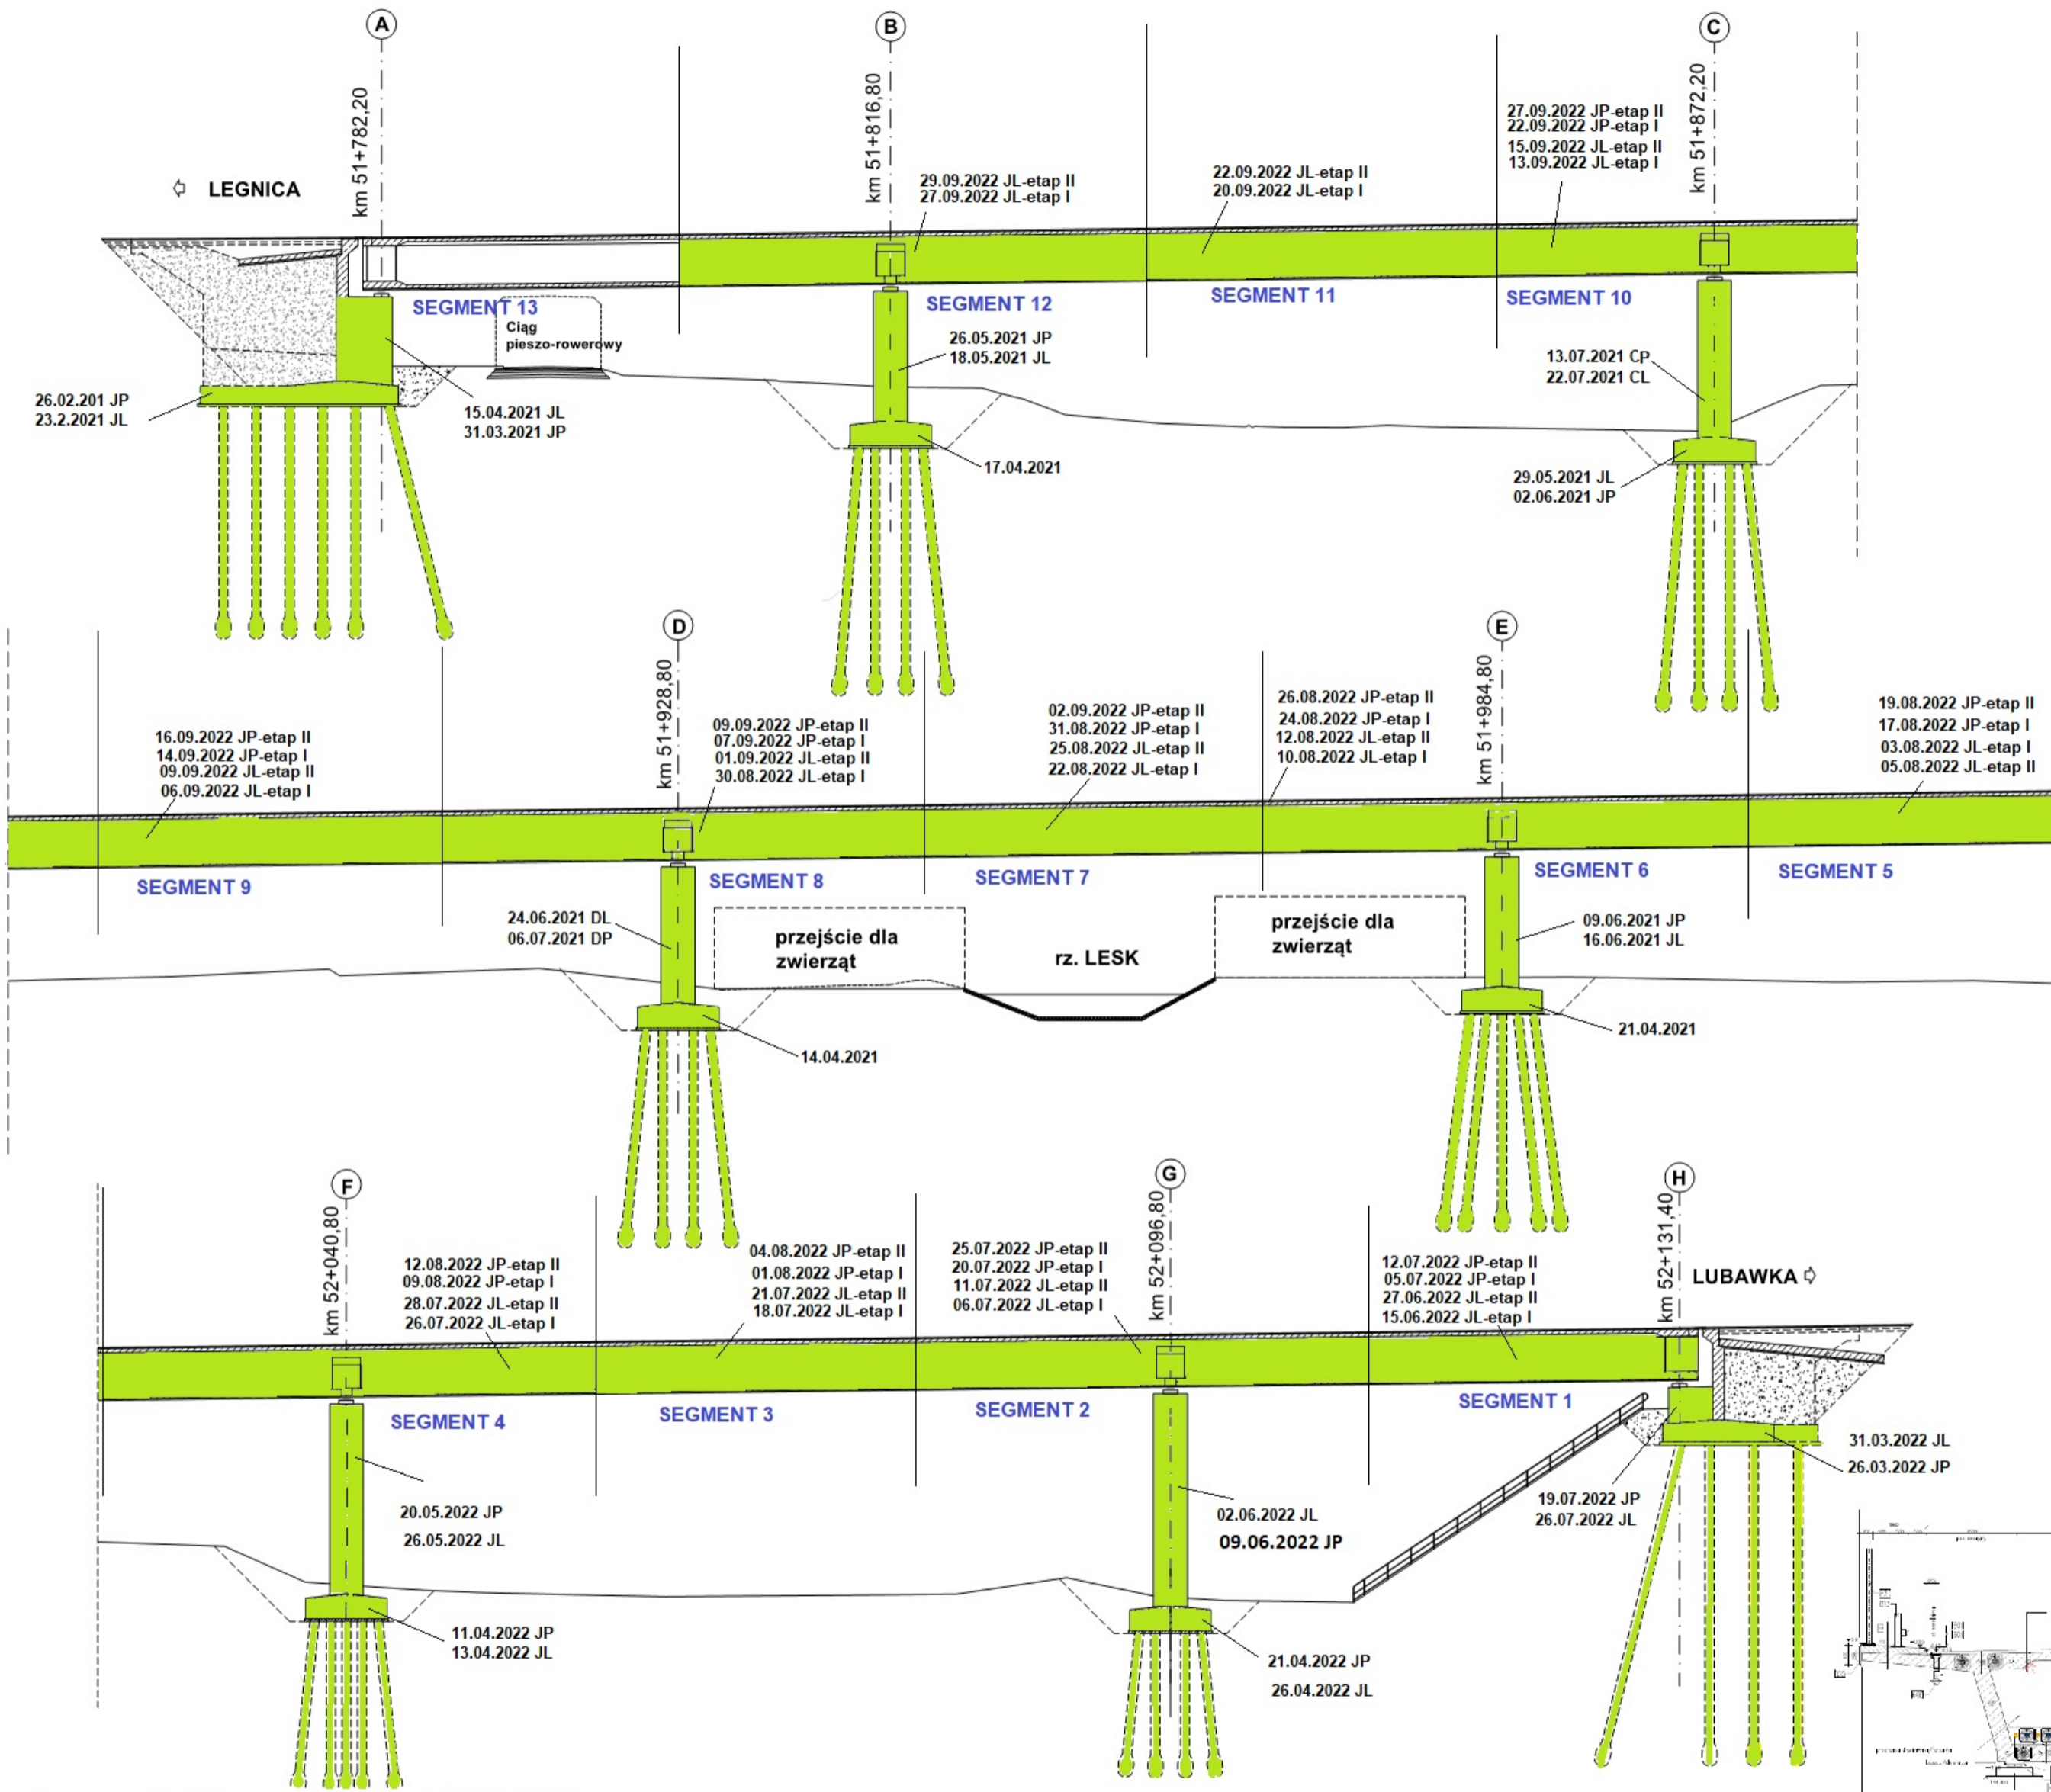 A
B
C
km 51+782,20
km 51+816,80
km 51+872,20
LEGNICA
29.09.2022 JL-etap II
27.09.2022 JL-etap I
22.09.2022 JL-etap II
20.09.2022 JL-etap I
27.09.2022 JP-etap II
22.09.2022 JP-etap I
15.09.2022 JL-etap II
13.09.2022 JL-etap I
SEGMENT 13
SEGMENT 12
SEGMENT 11
SEGMENT 10
Ciąg
pieszo-rowerowy
26.02.201 JP
23.2.2021 JL
15.04.2021 JL
31.03.2021 JP
26.05.2021 JP
18.05.2021 JL
17.04.2021
13.07.2021 CP
22.07.2021 CL
29.05.2021 JL
02.06.2021 JP
D
E
km 51+928,80
km 51+984,80
16.09.2022 JP-etap II
14.09.2022 JP-etap I
09.09.2022 JL-etap II
06.09.2022 JL-etap I
09.09.2022 JP-etap II
07.09.2022 JP-etap I
01.09.2022 JL-etap II
30.08.2022 JL-etap I
02.09.2022 JP-etap II
31.08.2022 JP-etap I
25.08.2022 JL-etap II
22.08.2022 JL-etap I
26.08.2022 JP-etap II
24.08.2022 JP-etap I
12.08.2022 JL-etap II
10.08.2022 JL-etap I
19.08.2022 JP-etap II
17.08.2022 JP-etap I
03.08.2022 JL-etap I
05.08.2022 JL-etap II
SEGMENT 9
SEGMENT 8
SEGMENT 7
SEGMENT 6
SEGMENT 5
24.06.2021 DL
06.07.2021 DP
przejście dla
zwierząt
rz. LESK
przejście dla
zwierząt
09.06.2021 JP
16.06.2021 JL
14.04.2021
21.04.2021
F
G
H
km 52+040,80
km 52+096,80
km 52+131,40
12.08.2022 JP-etap II
09.08.2022 JP-etap I
28.07.2022 JL-etap II
26.07.2022 JL-etap I
04.08.2022 JP-etap II
01.08.2022 JP-etap I
21.07.2022 JL-etap II
18.07.2022 JL-etap I
25.07.2022 JP-etap II
20.07.2022 JP-etap I
11.07.2022 JL-etap II
06.07.2022 JL-etap I
12.07.2022 JP-etap II
05.07.2022 JP-etap I
27.06.2022 JL-etap II
15.06.2022 JL-etap I
LUBAWKA
SEGMENT 4
SEGMENT 3
SEGMENT 2
SEGMENT 1
20.05.2022 JP
26.05.2022 JL
02.06.2022 JL
09.06.2022 JP
31.03.2022 JL
26.03.2022 JP
19.07.2022 JP
26.07.2022 JL
11.04.2022 JP
13.04.2022 JL
21.04.2022 JP
26.04.2022 JL